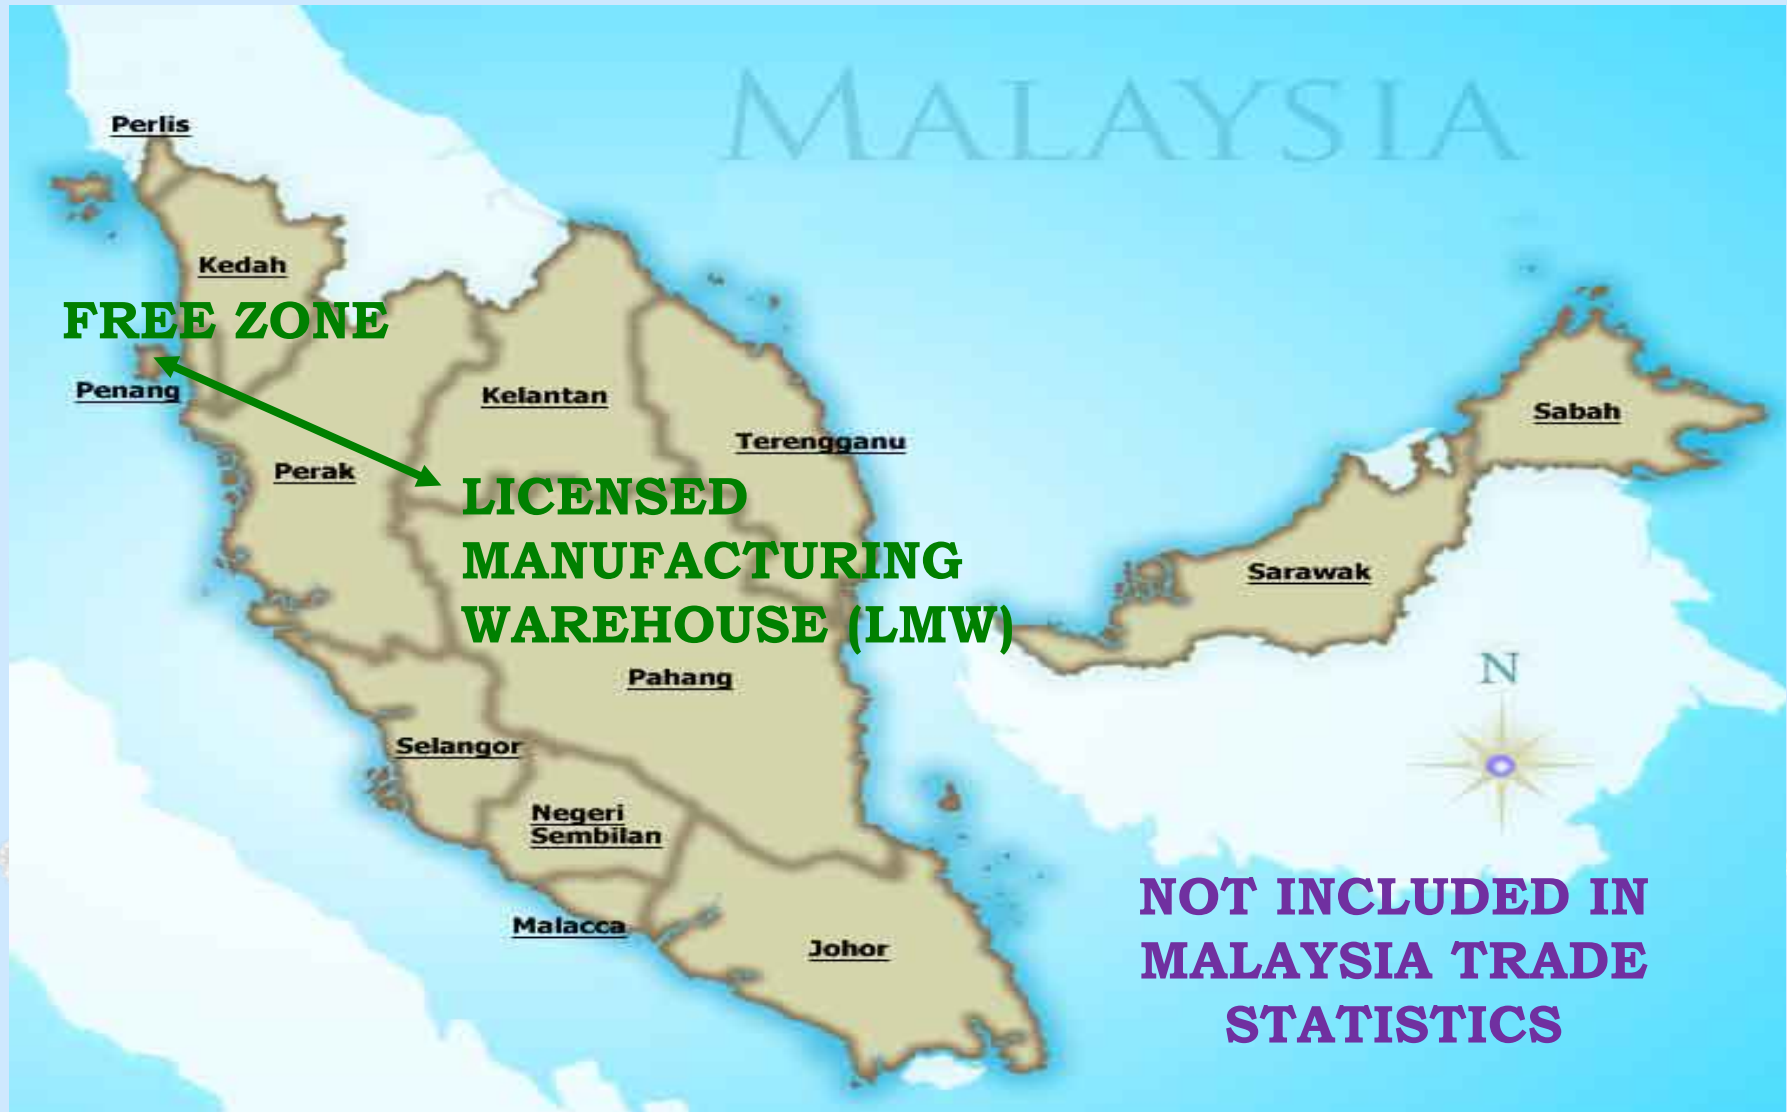 MALAYSIA
Perlis
Kedah
FREE ZONE
Penang
Kelantan
Sabah
Terengganu
Perak
LICENSED
MANUFACTURING
WAREHOUSE (LMW)
Sarawak
Pahang
N
Selangor
Negeri
Sembilan
Malacca
Johor
NOT INCLUDED IN
MALAYSIA TRADE
STATISTICS